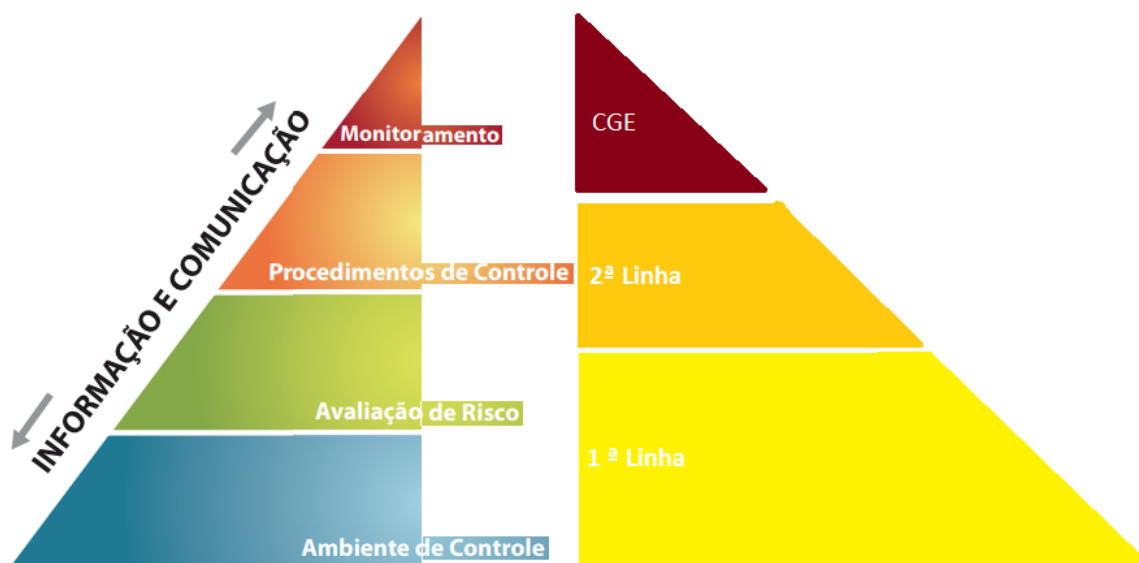 INFORMAÇÃO E COMUNICAÇÃO
Monitoramento
Procedimentos de Controle
Avaliação de Risco
Ambiente de Controle
CGE
2ª Linha
1 ª Linha